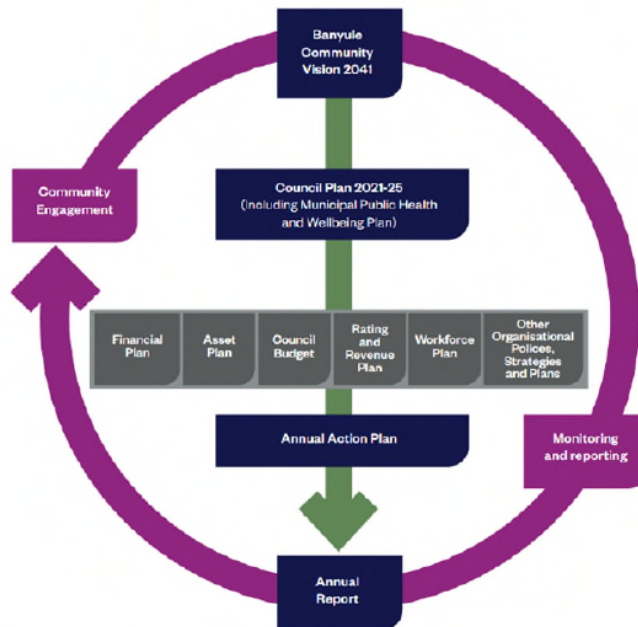 Banyule
Community
Vision 2041
Community
Engagement
Council Plan 2021-25
(Including Municipal Public Health
and Wellbeing Plan)
Financial
Plan
Asset
Plan
Council
Budget
Rating
and
Revenue
Plan
Workforce
Plan
Other
Organisational
Polices,
Strategies
and Plans
Annual Action Plan
Monitoring
and reporting
Annual
Report